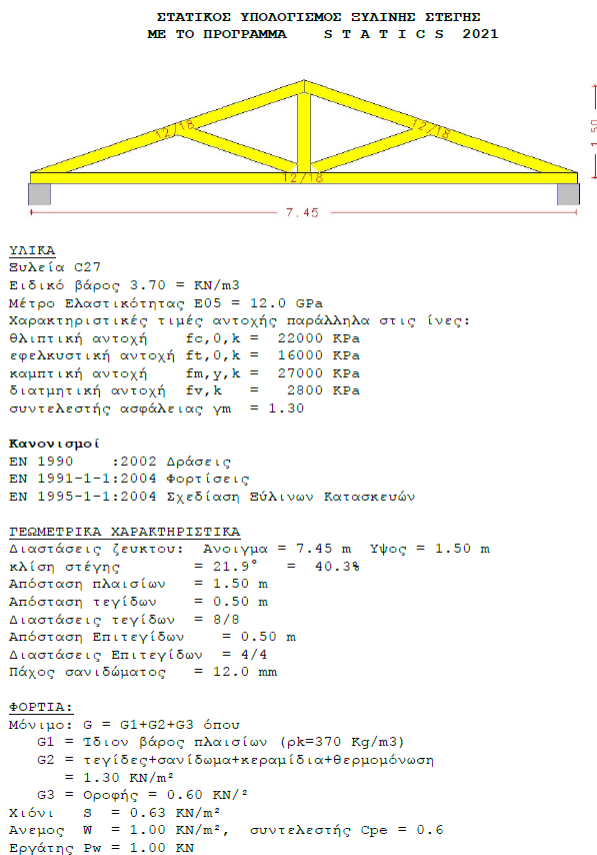 ΣΤΑΤΙΚΟΣ ΥΠΟΛΟΓΙΣΜΟΣ ΞΥΛΙΝΗΣ ΣΤΕΓΗΣ
ΜΕ ΤΟ ΠΡΟΓΡΑΜΜΑ S T A T I C S 2021
12/18
12/18
12/18
1.50
7.45
ΥΛΙΚΑ
Ξυλεία C27
Ειδικό βάρος 3.70 = KN/m3
Μέτρο Ελαστικότητας E05 = 12.0 GPa
Χαρακτηριστικές τιμές αντοχής παράλληλα στις ίνες:
θλιπτική αντοχή fc,0,k = 22000 KPa
εφελκυστική αντοχή ft,0,k = 16000 KPa
καμπτική αντοχή fm,y,k = 27000 KPa
διατμητική αντοχή fv,k = 2800 KPa
συντελεστής ασφάλειας γm = 1.30
Κανονισμοί
EN 1990 :2002 Δράσεις
EN 1991-1-1:2004 Φορτίσεις
EN 1995-1-1:2004 Σχεδίαση Ξύλινων Κατασκευών
ΓΕΩΜΕΤΡΙΚΑ ΧΑΡΑΚΤΗΡΙΣΤΙΚΑ
Διαστάσεις ζευκτου: Ανοιγμα = 7.45 m Υψος = 1.50 m
κλίση στέγης = 21.9° = 40.3%
Απόσταση πλαισίων = 1.50 m
Απόσταση τεγίδων = 0.50 m
Διαστάσεις τεγίδων = 8/8
Απόσταση Επιτεγίδων = 0.50 m
Διαστάσεις Επιτεγίδων = 4/4
Πάχος σανιδώματος = 12.0 mm
ΦΟΡΤΙΑ:
Μόνιμο: G = G1+G2+G3 όπου
G1 = Ίδιον βάρος πλαισίων (ρk=370 Kg/m3)
G2 = τεγίδες+σανίδωμα+κεραμίδια+θερμομόνωση
= 1.30 KN/m²
G3 = Οροφής = 0.60 KN/²
Χιόνι S = 0.63 KN/m²
Ανεμος W = 1.00 KN/m², συντελεστής Cpe = 0.6
Εργάτης Pw = 1.00 KN